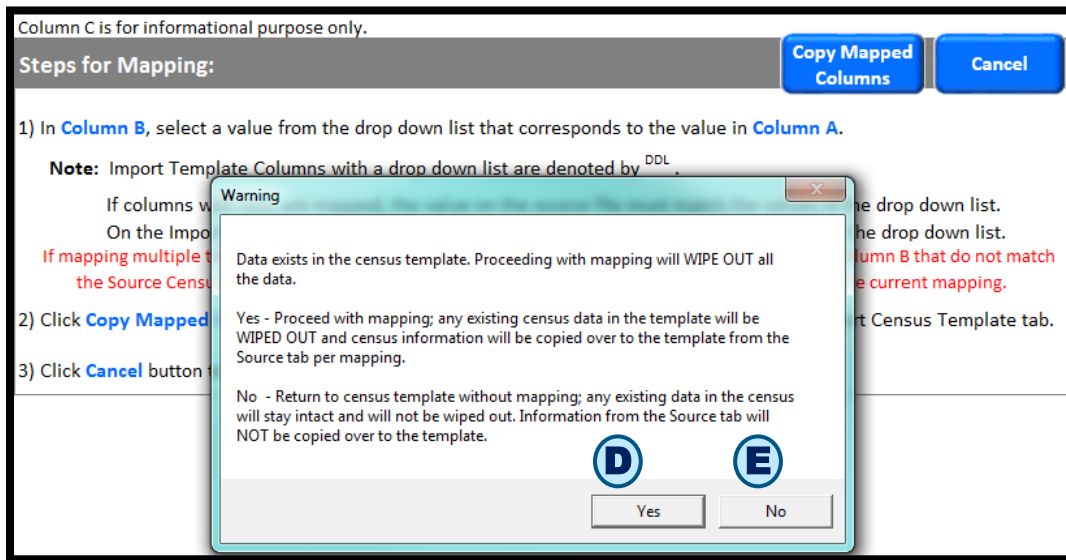 Column C is for informational purpose only.
Steps for Mapping:
Copy Mapped
Columns
Cancel
1) In Column B, select a value from the drop down list that corresponds to the value in Column A.
Note: Import Template Columns with a drop down list are denoted by DDL.
If columns w
he drop down list.
On the Impo
he drop down list.
If mapping multiple t
lumn B that do not match
the Source Censu
e current mapping.
2) Click Copy Mapped
rt Census Template tab.
3) Click Cancel button
Warning
Data exists in the census template. Proceeding with mapping will WIPE OUT all
the data.
Yes - Proceed with mapping; any existing census data in the template will be
WIPED OUT and census information will be copied over to the template from the
Source tab per mapping.
No - Return to census template without mapping; any existing data in the census
will stay intact and will not be wiped out. Information from the Source tab will
NOT be copied over to the template.
D
E
Yes
No